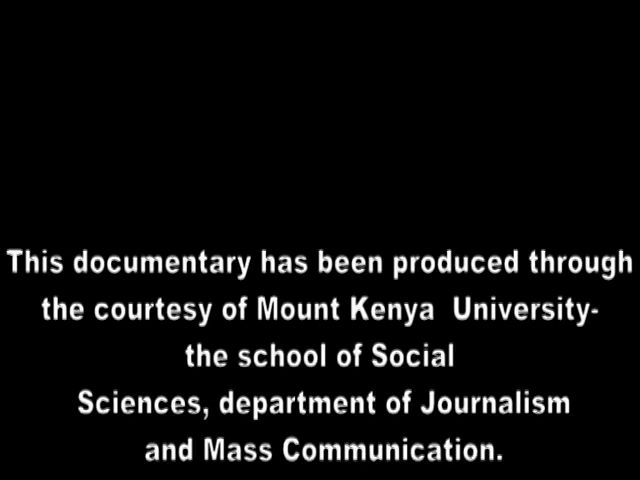 This documentary has been produced through
the courtesy of Mount Kenya  University-
the school of Social
Sciences, department of Journalism
and Mass Communication.